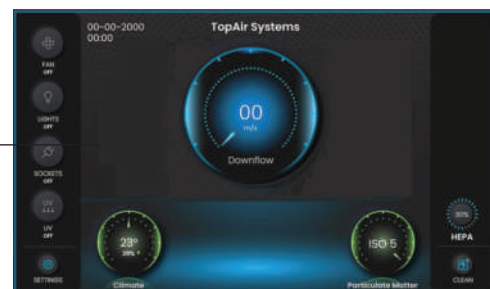 00-00-2000
00:00
TopAir Systems
FAN
OFF
LIGHTS
OFF
SOCKETS
OFF
UV
UV
OFF
SETTINGS
00
m/s
Downflow
23°
Climate
ISO 5
Particulate Matter
HEPA
CLEAN